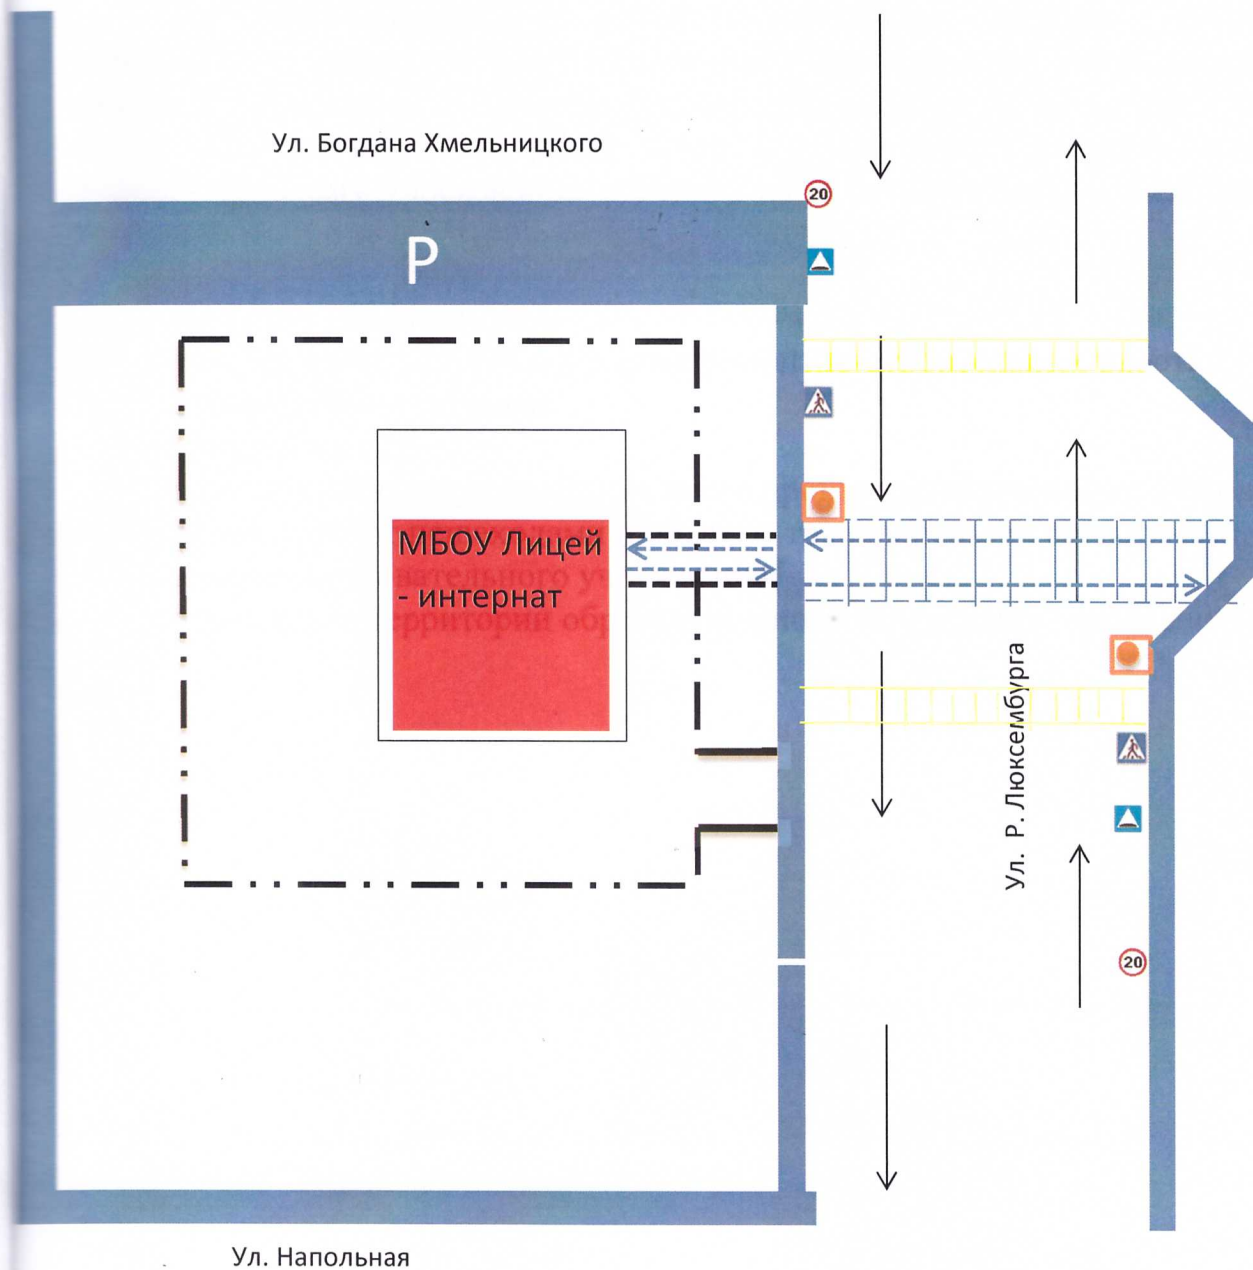 Ул. Богдана Хмельницкого
20
Р
МБОУ Лицей
- интернат
Ул. Р. Люксембурга
20
Ул. Напольная